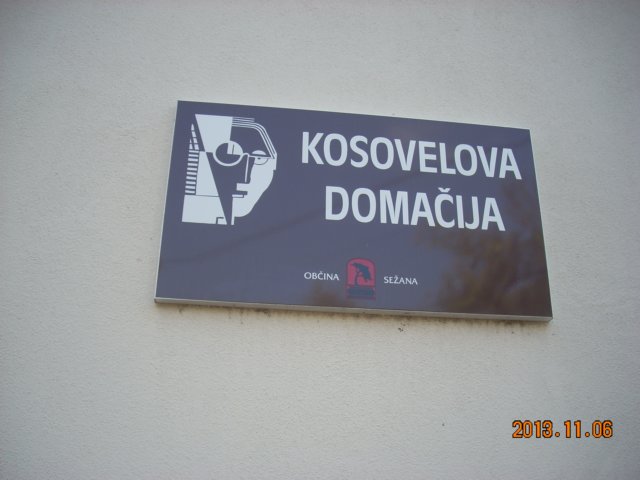 KOSOVELOVA
DOMAČIJA
OBČINA SEŽANA
2013.11.06